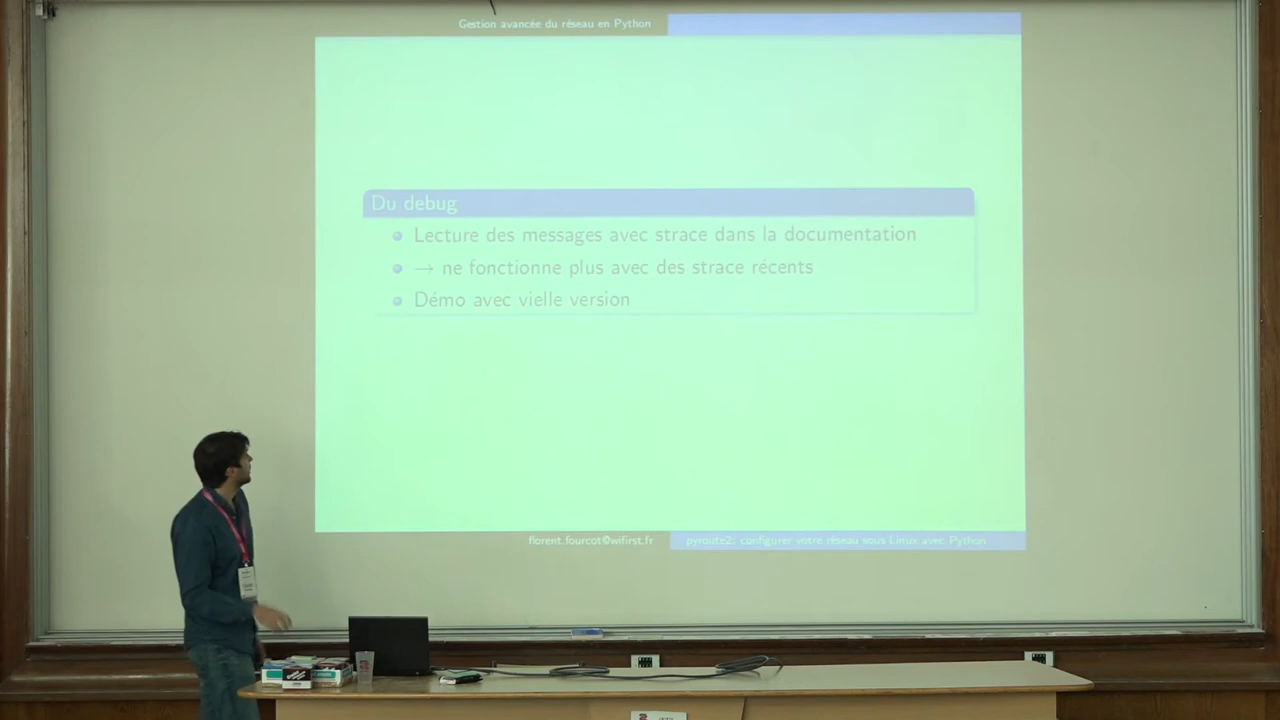 Gestion avancée du réseau en Python
Du debug
Lecture des messages avec strace dans la documentation
→ ne fonctionne plus avec des strace récents
Démo avec vielle version
florent.fourcot@wifirst.fr
pyroute2: configurer votre réseau sous Linux avec Python